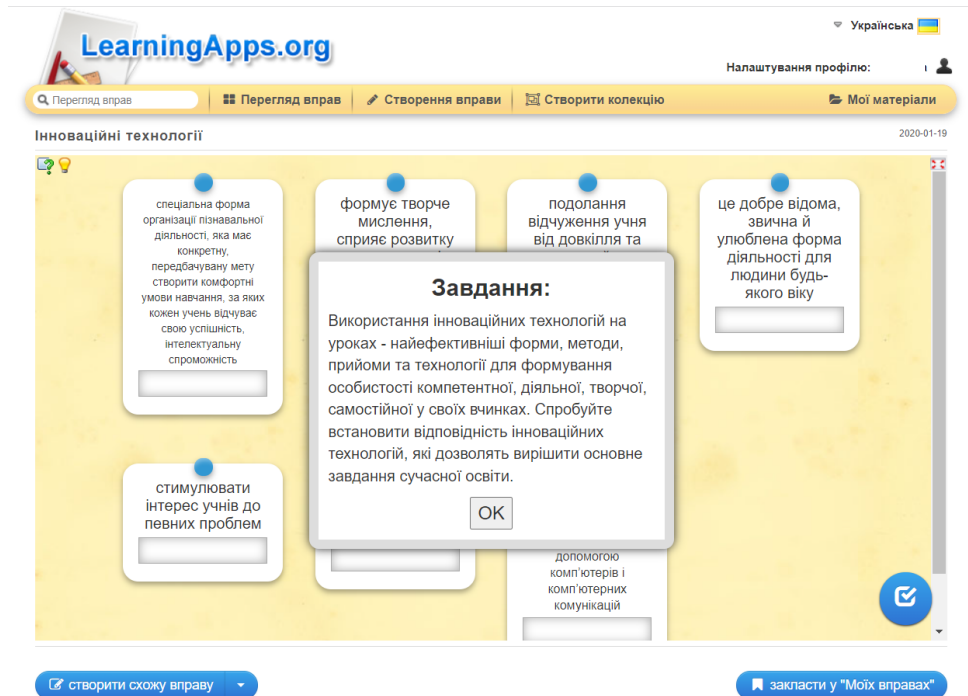 LearningApps.org
Українська
Налаштування профілю:
Перегляд вправ
Перегляд вправ
Створення вправи
Створити колекцію
Мої матеріали
Інноваційні технології
2020-01-19
спеціальна форма
організації пізнавальної
діяльності, яка має
конкретну,
передбачувану мету
створити комфортні
умови навчання, за яких
кожен учень відчуває
свою успішність,
інтелектуальну
спроможність
формує творче
мислення,
сприяє розвитку
подолання
відчуження учня
від довкілля та
це добре відома,
звична й
улюблена форма
діяльності для
людини будь-
якого віку
Завдання:
Використання інноваційних технологій на
уроках - найефективніші форми, методи,
прийоми та технології для формування
особистості компетентної, діяльної, творчої,
самостійної у своїх вчинках. Спробуйте
встановити відповідність інноваційних
технологій, які дозволять вирішити основне
завдання сучасної освіти.
OK
стимулювати
інтерес учнів до
певних проблем
допомогою
комп'ютерів і
комп'ютерних
комунікацій
створити схожу вправу
закласти у "Моїх вправах"